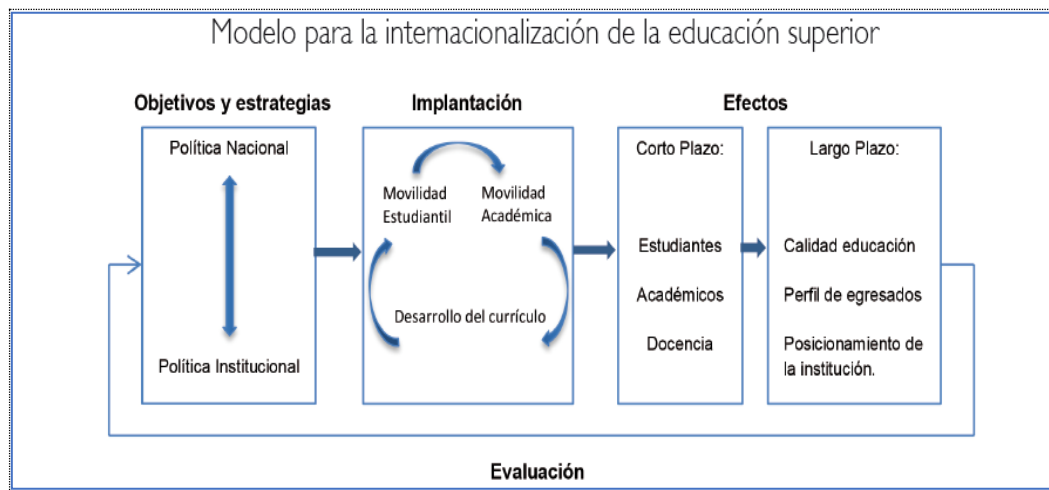 Modelo para la internacionalización de la educación superior
Objetivos y estrategias
Implantación
Efectos
Política Nacional
Política Institucional
Movilidad
Estudiantil
Movilidad
Académica
Desarrollo del currículo
Corto Plazo:
Estudiantes
Académicos
Docencia
Largo Plazo:
Calidad educación
Perfil de egresados
Posicionamiento de
la institución.
Evaluación